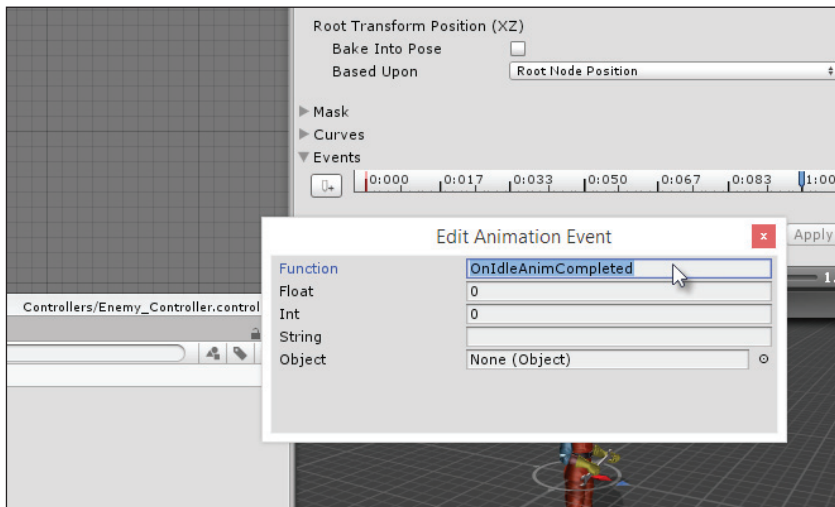 Root Transform Position (XZ)
Bake Into Pose
Based Upon Root Node Position
Mask
Curves
Events
0:000 0:017 0:033 0:050 0:067 0:083 1:00
Apply
Edit Animation Event x
Function OnIdleAnimCompleted
Float 0
Int 0
String
Object None (Object)
1.
Controllers/Enemy_Controller.control